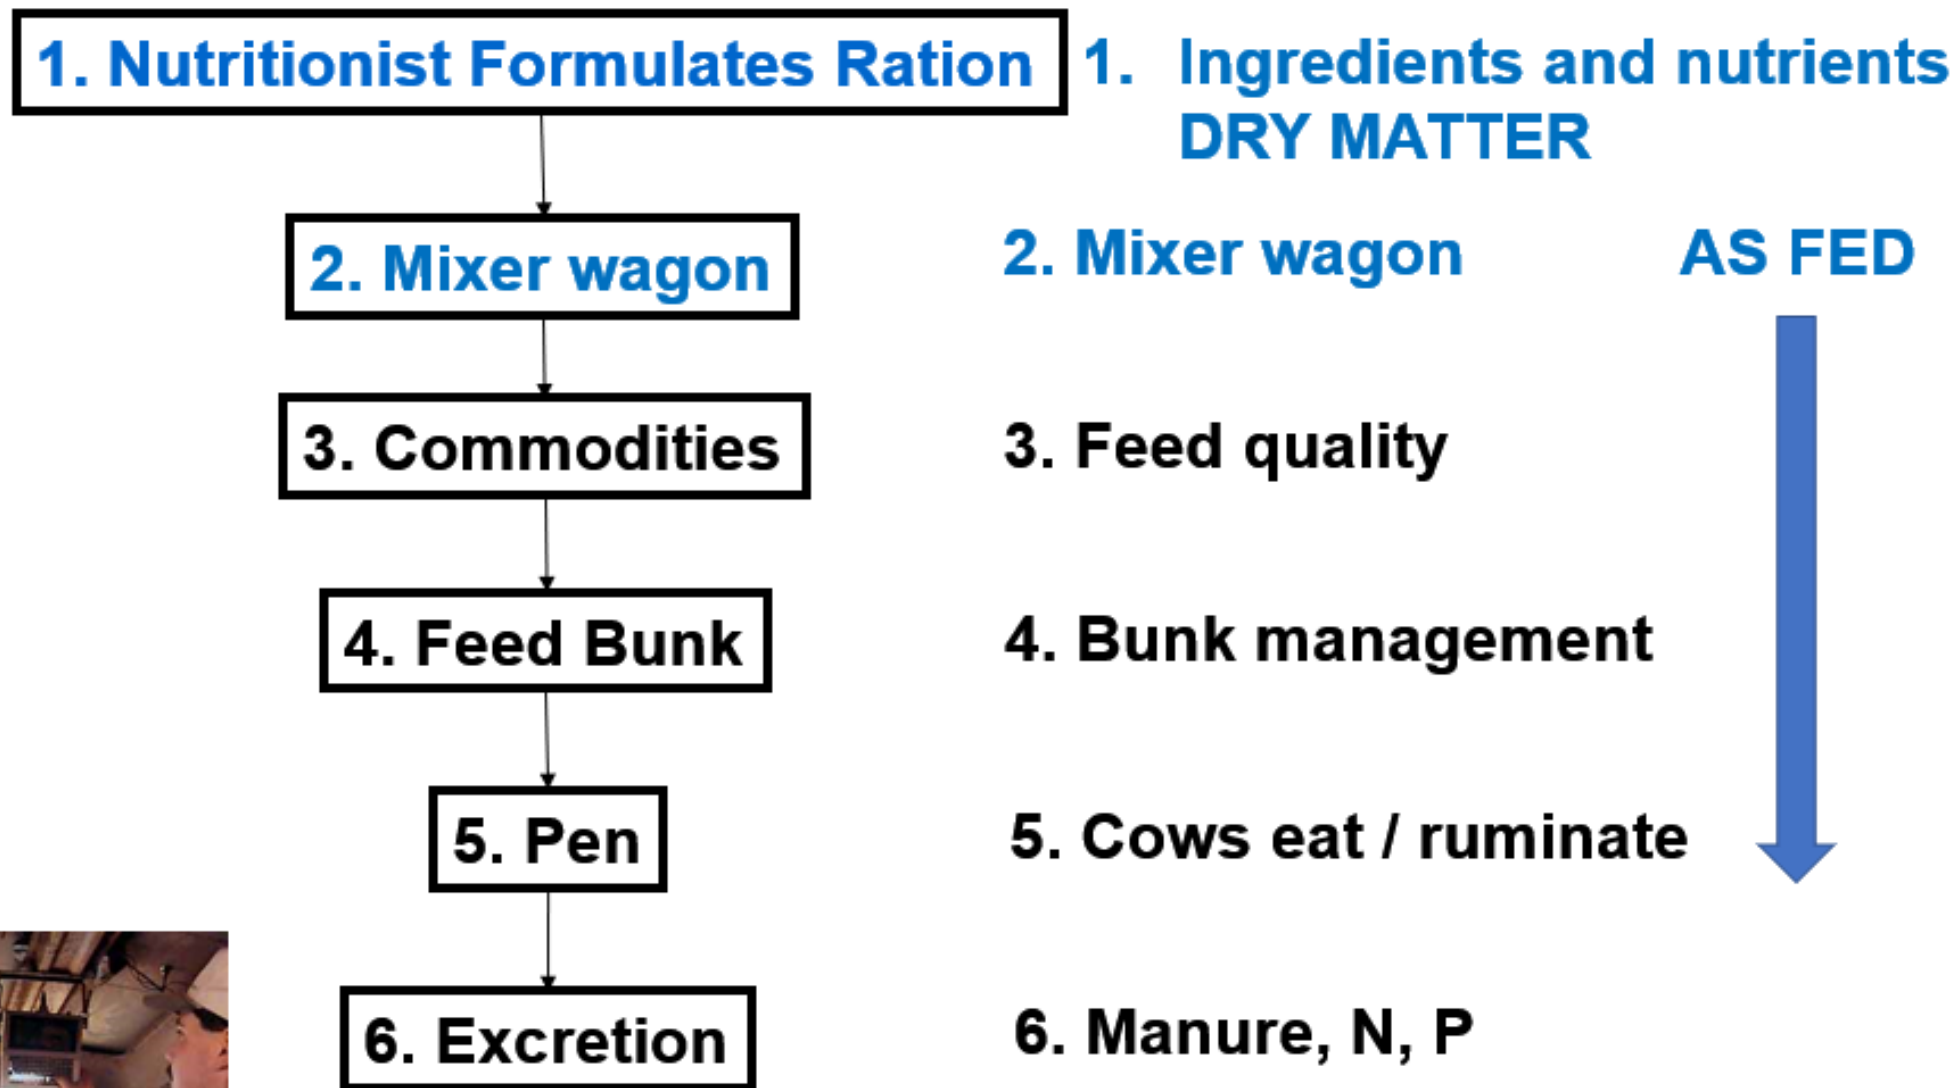 1. Nutritionist Formulates Ration
1. Ingredients and nutrients
DRY MATTER
2. Mixer wagon
2. Mixer wagon
AS FED
3. Commodities
3. Feed quality
4. Feed Bunk
4. Bunk management
5. Pen
5. Cows eat / ruminate
6. Excretion
6. Manure, N, P